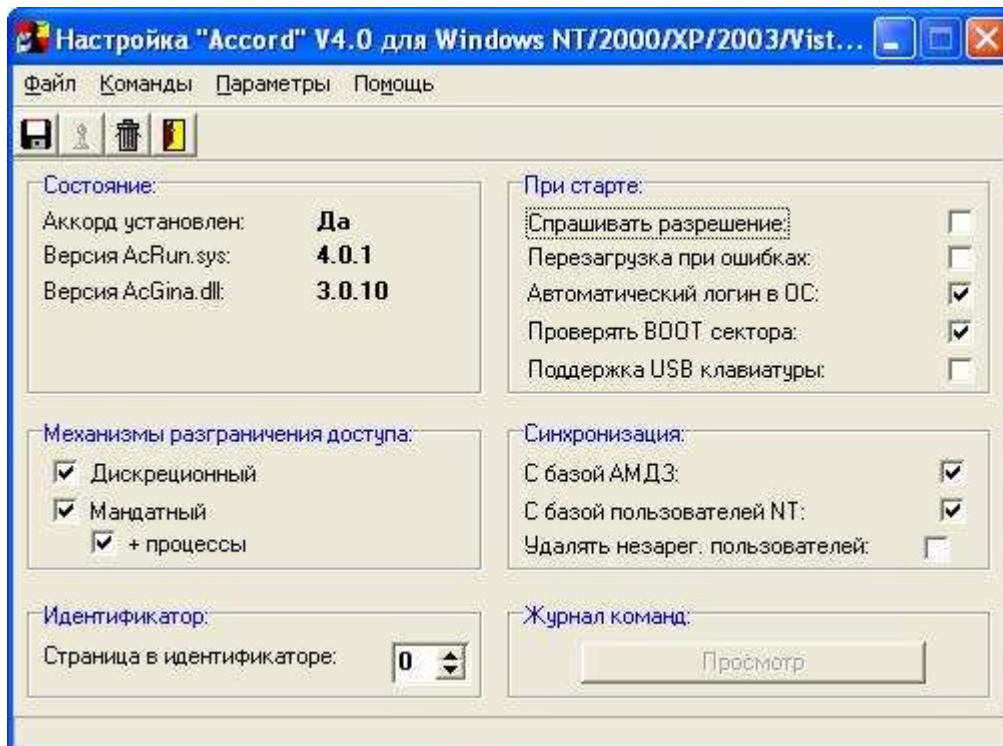 Настройка "Accord" V4.0 для Windows NT/2000/XP/2003/Vist...
Файл Команды Параметры Помощь
Состояние:
Аккорд установлен: Да
Версия AcRun.sys: 4.0.1
Версия AcGina.dll: 3.0.10
При старте:
Спрашивать разрешение:
Перезагрузка при ошибках:
Автоматический логин в ОС:
Проверять BOOT сектора:
Поддержка USB клавиатуры:
Механизмы разграничения доступа:
Дискреционный
Мандатный
+ процессы
Синхронизация:
С базой АМДЗ:
С базой пользователей NT:
Удалять незарег. пользователей:
Идентификатор:
Страница в идентификаторе: 0
Журнал команд:
Просмотр